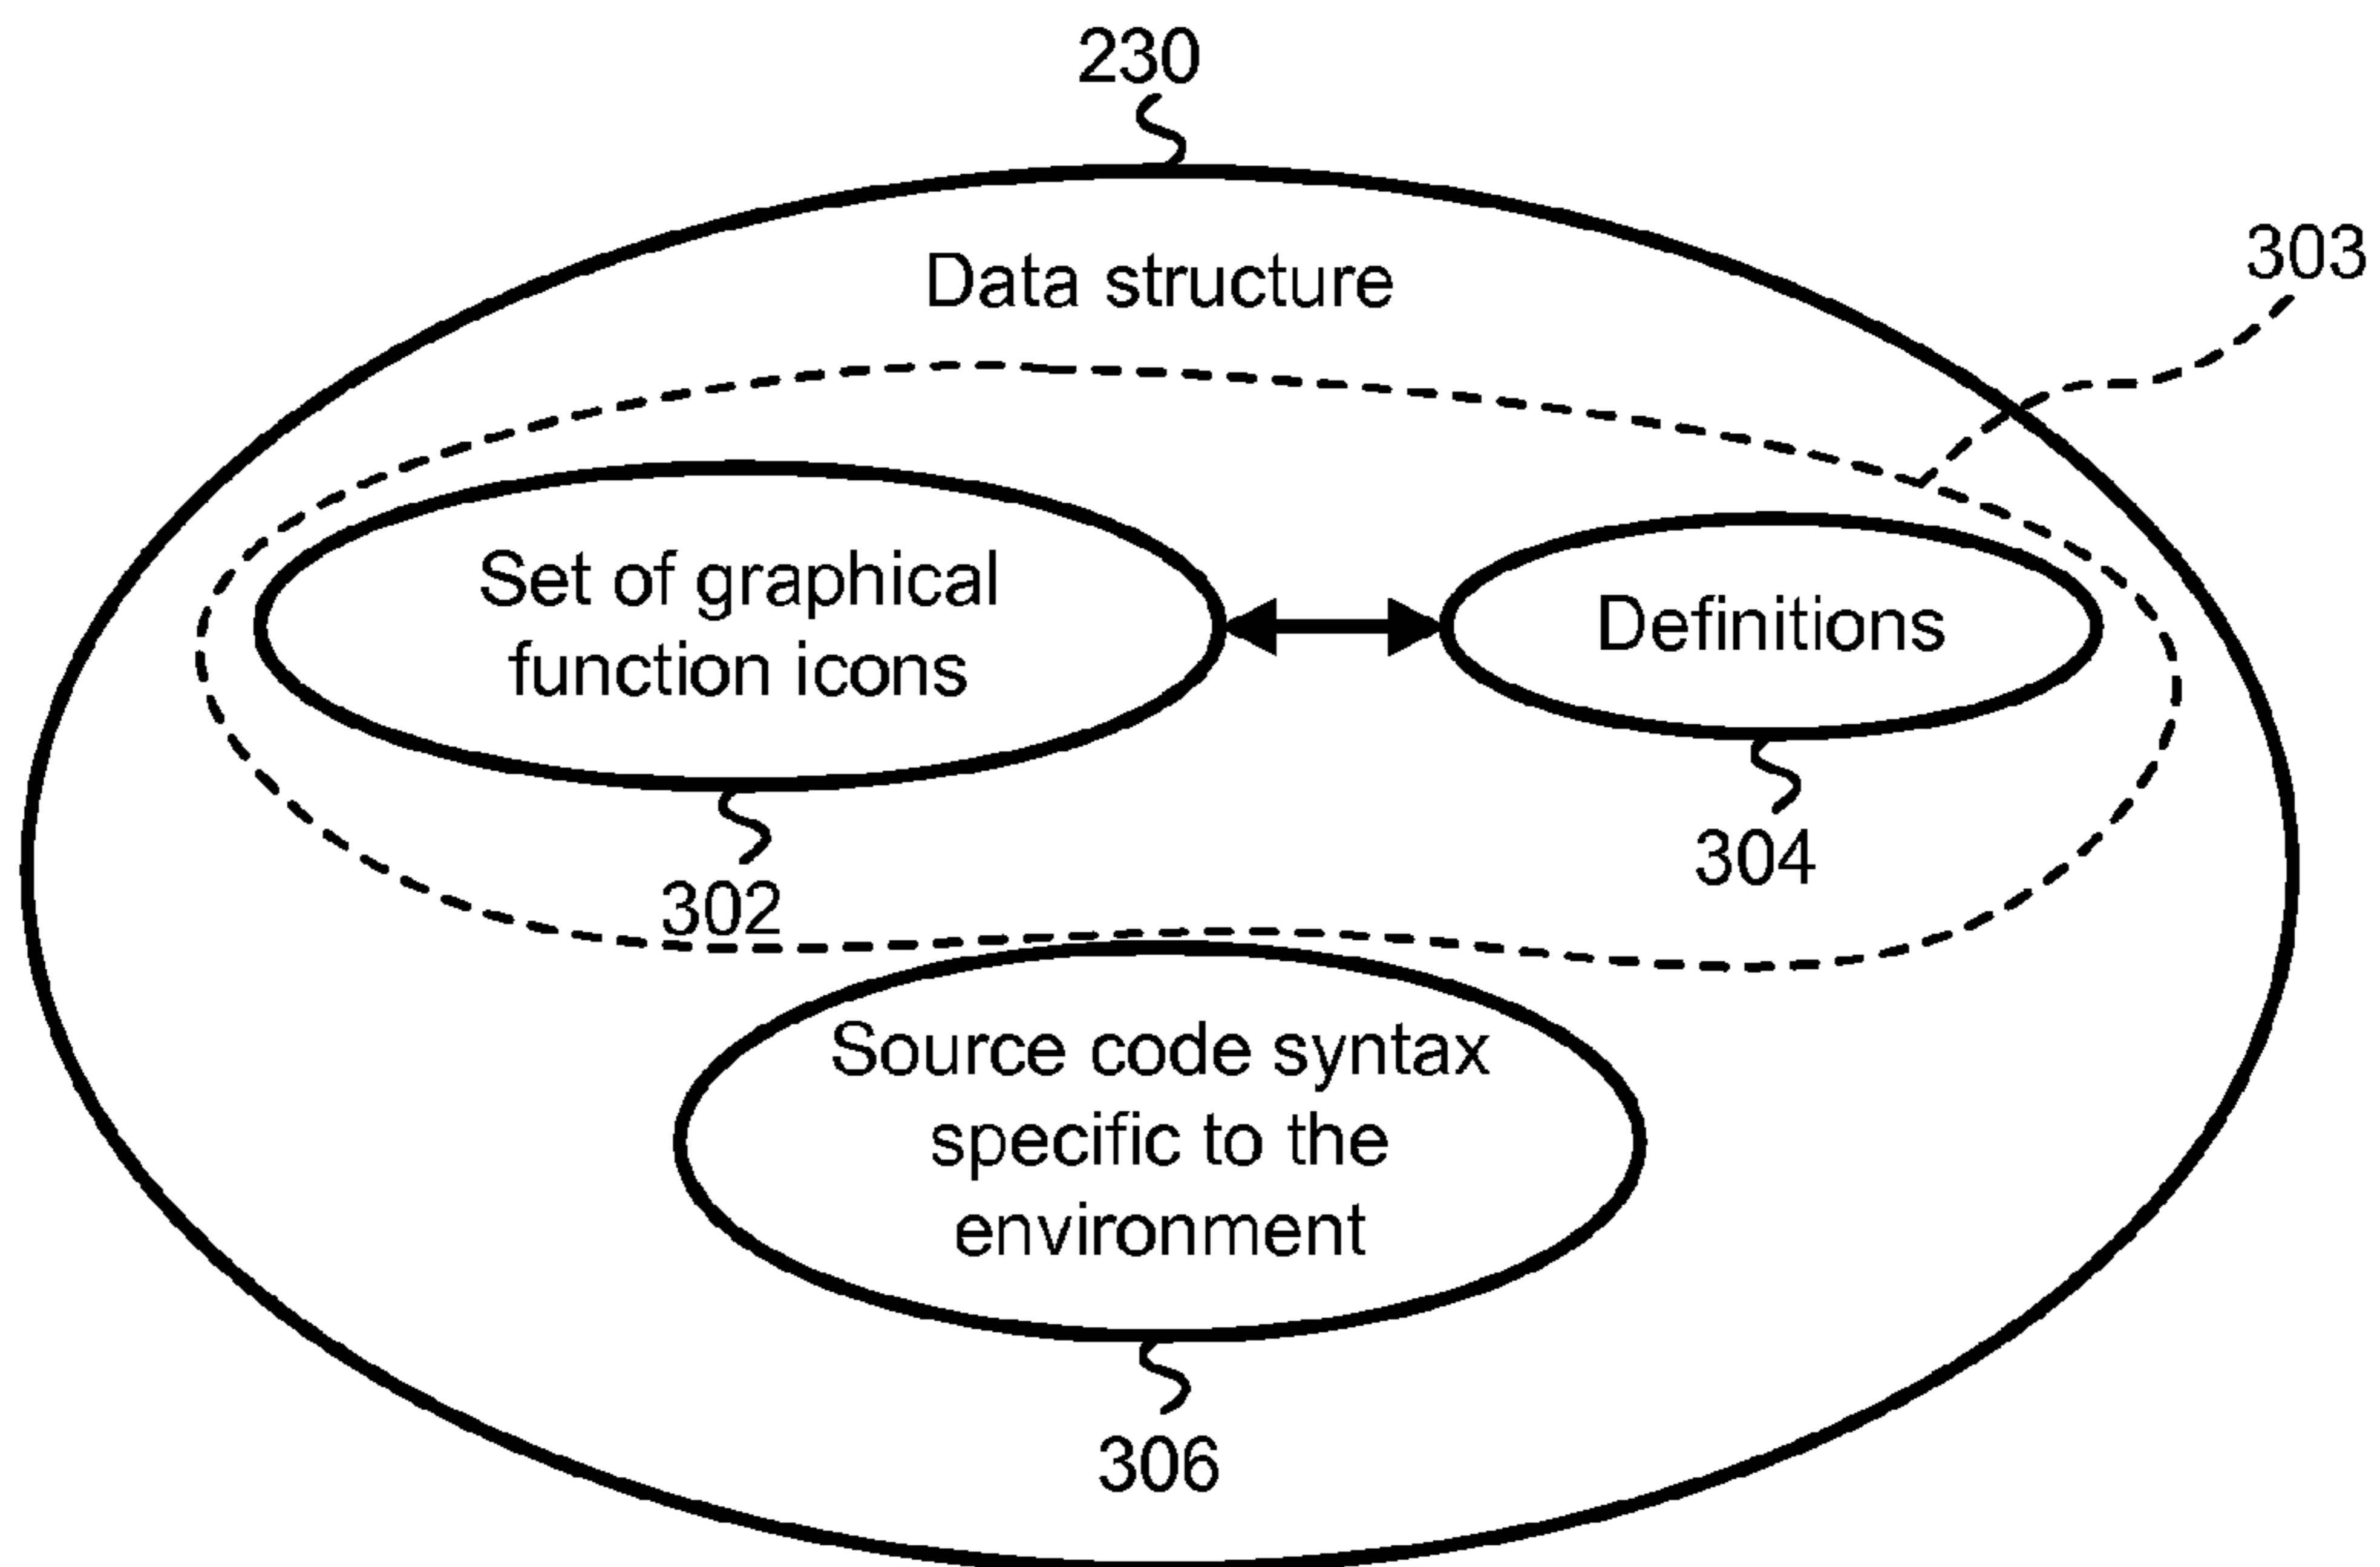 230
303
Data structure
Set of graphical
function icons
Definitions
302
304
Source code syntax
specific to the
environment
306